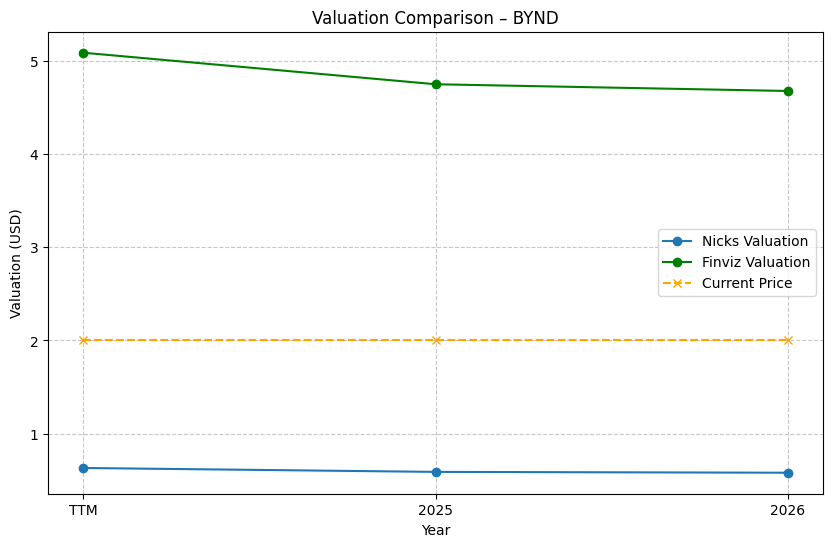 Valuation Comparison – BYND
Valuation (USD)
5
4
3
2
1
Nicks Valuation
Finviz Valuation
Current Price
TTM
2025
2026
Year